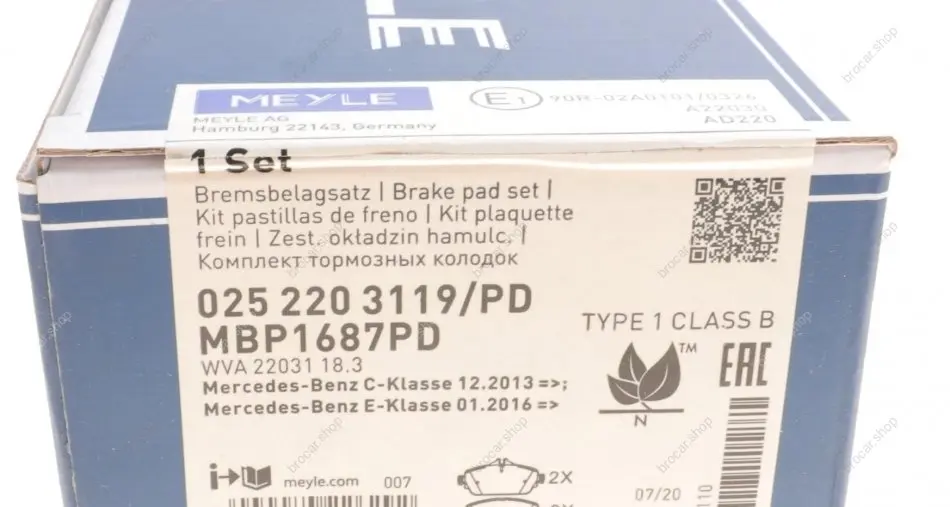 MEYLE
E1 90R-02A0101/0326
MEYLE AG
A22030
Hamburg 22143, Germany
AD220
1 Set
Bremsbelagsatz | Brake pad set |
Kit pastillas de freno | Kit plaquette
frein | Zest. okładzin hamulc. |
Комплект тормозных колодок
025 220 3119/PD
MBP1687PD
WVA 22031 18.3
Mercedes-Benz C-Klasse 12.2013 =>;
Mercedes-Benz E-Klasse 01.2016 =>
TYPE 1 CLASS B
TM
N
EAC
i
meyle.com 007
2X
07/20
110
brocar.shop